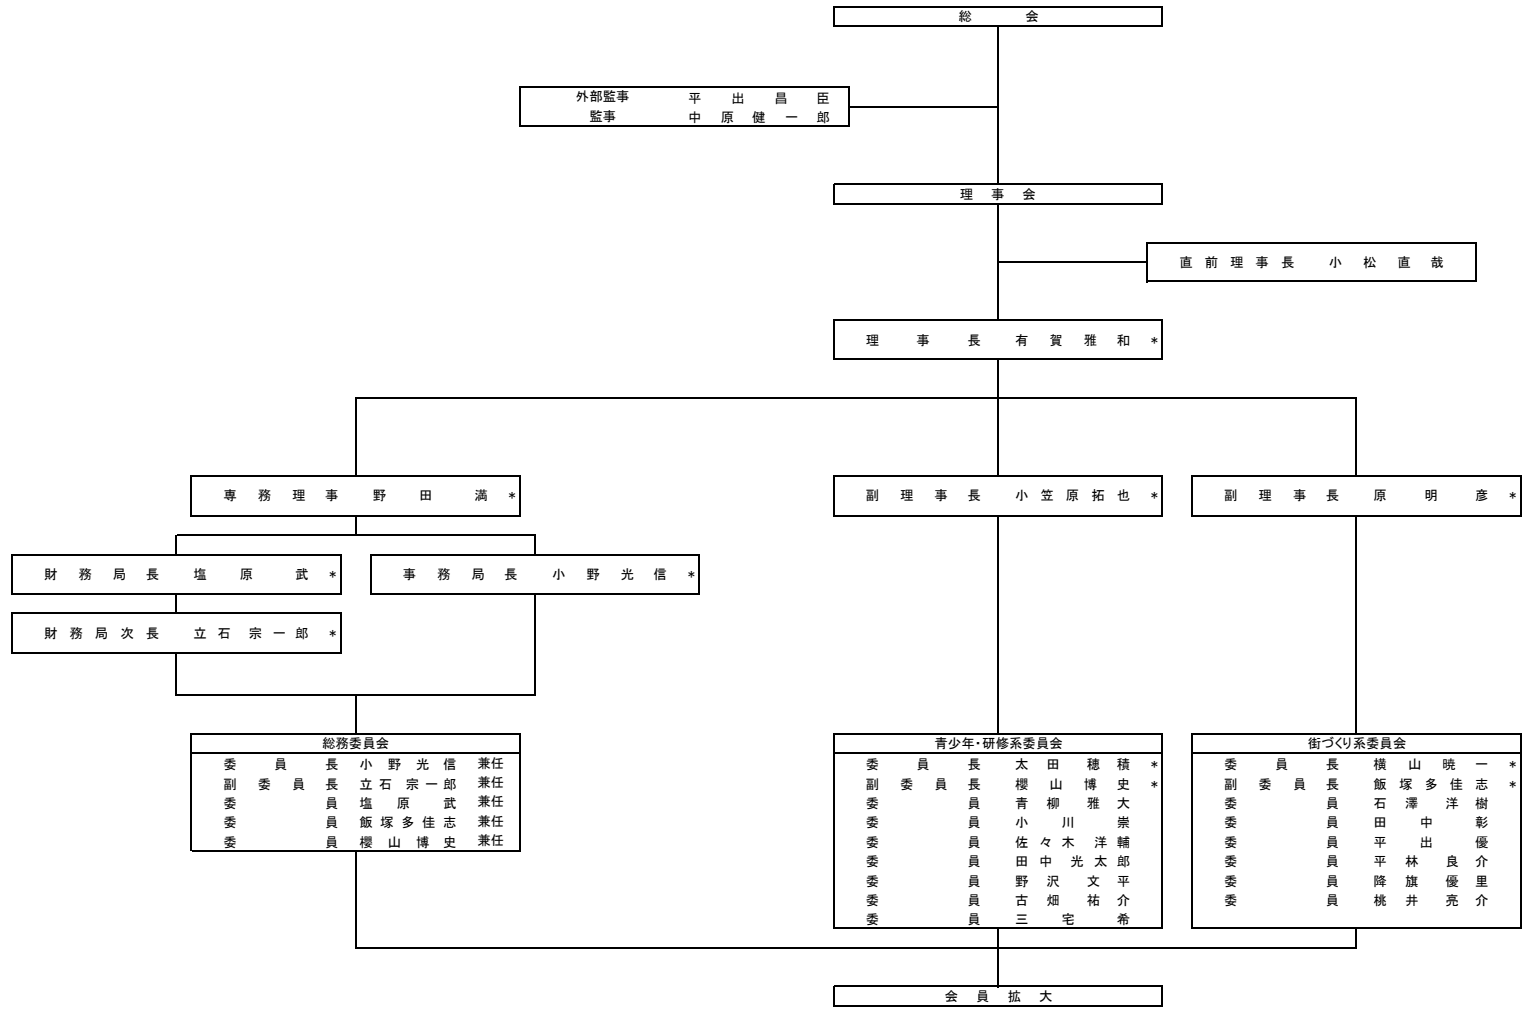 総会
外部監事 平出昌臣
監事 中原健一郎
理事会
直前理事長 小松直哉
理事長 有賀雅和 *
専務理事 野田満 *
副理事長 小笠原拓也 *
副理事長 原明彦 *
財務局長 塩原武 *
事務局長 小野光信 *
財務局次長 立石宗一郎 *
総務委員会
委員長 小野光信 兼任
副委員長 立石宗一郎 兼任
委員 塩原武 兼任
委員 飯塚多佳志 兼任
委員 櫻山博史 兼任
青少年・研修系委員会
委員長 太田穂積 *
副委員長 櫻山博史 *
委員 青柳雅大
委員 小川崇
委員 佐々木洋輔
委員 田中光太郎
委員 野沢文平
委員 古畑祐介
委員 三宅希
街づくり系委員会
委員長 横山暁一 *
副委員長 飯塚多佳志 *
委員 石澤洋樹
委員 田中彰
委員 平出優
委員 平林良介
委員 降旗優里
委員 桃井亮介
会員拡大